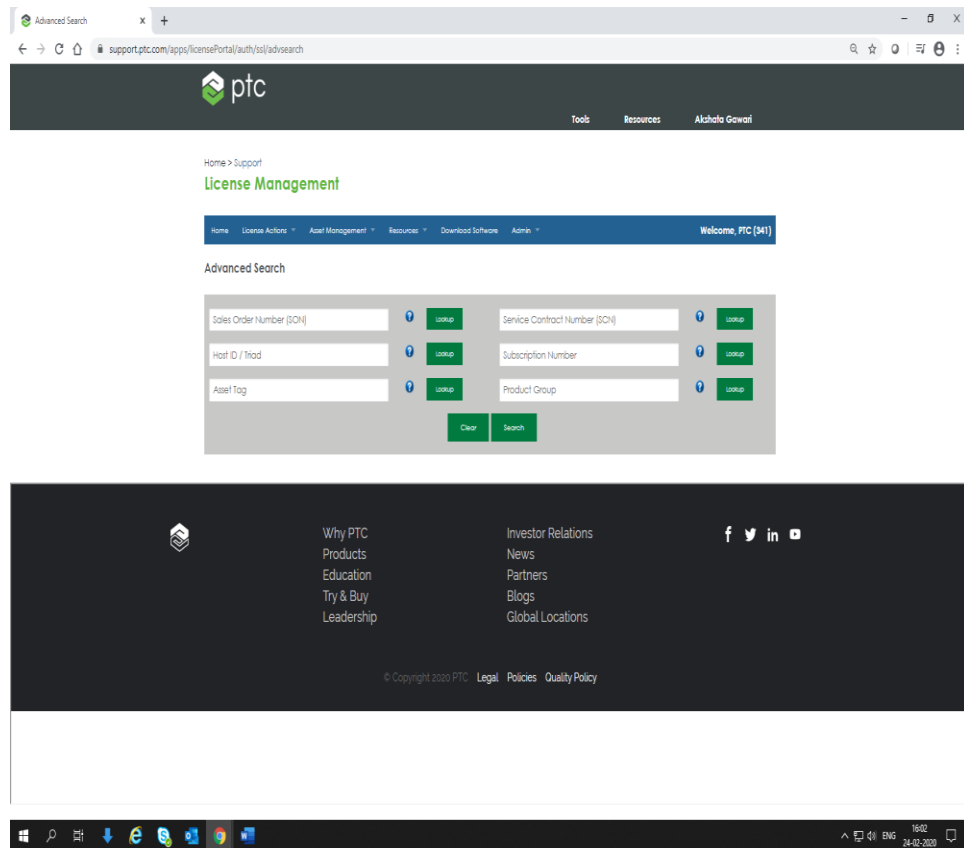 Advanced Search
support.ptc.com/apps/licensePortal/auth/ssl/advsearch
ptc
Tools Resources Akshata Gawari
Home > Support
License Management
Home License Actions Asset Management Resources Download Software Admin Welcome, PTC (341)
Advanced Search
Sales Order Number (SON) ? Lookup Service Contract Number (SCN) ? Lookup
Host ID / Triad ? Lookup Subscription Number ? Lookup
Asset Tag ? Lookup Product Group ? Lookup
Clear Search
Why PTC Investor Relations
Products News
Education Partners
Try & Buy Blogs
Leadership Global Locations
© Copyright 2020 PTC Legal Policies Quality Policy
ENG 16:02
24-02-2020